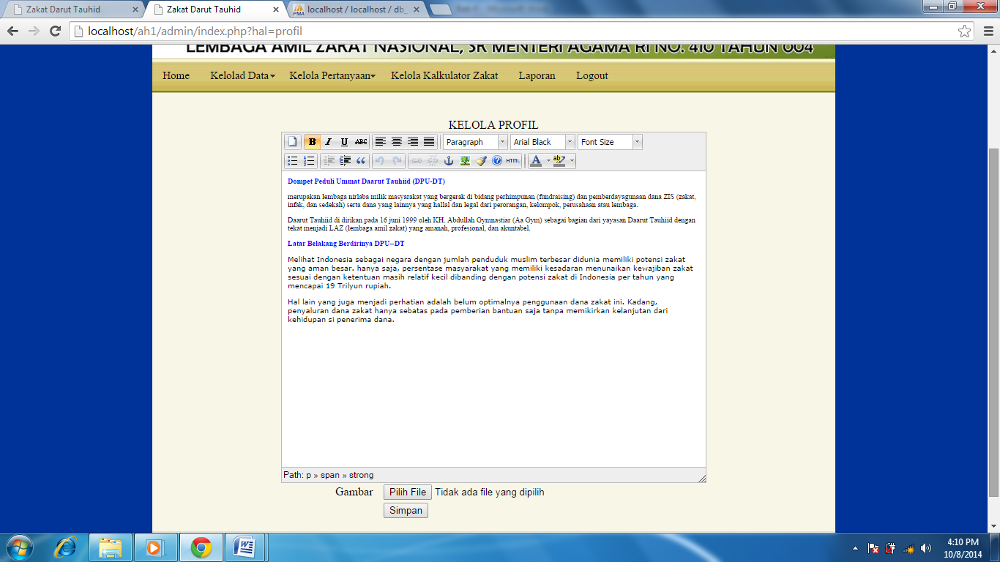 Zakat Darut Tauhid
Zakat Darut Tauhid
localhost / localhost / db_
localhost/ah1/admin/index.php?hal=profil
LEMBAGA AMIL ZAKAT NASIONAL, SK MENTERI AGAMA RI NO. 410 TAHUN 004
Home Kelolad Data Kelola Pertanyaan Kelola Kalkulator Zakat Laporan Logout
KELOLA PROFIL
B I U ABC Paragraph Arial Black Font Size
HTML A ab
Dompet Peduli Ummat Daarut Tauhiid (DPU-DT)
merupakan lembaga nirlaba milik masyarakat yang bergerak di bidang perhimpunan (fundraising) dan pemberdayagunaan dana ZIS (zakat,
infak, dan sedekah) serta dana yang lainnya yang hallal dan legal dari perorangan, kelompok, perusahaan atau lembaga.
Daarut Tauhiid di dirikan pada 16 juni 1999 oleh KH. Abdullah Gymnastiar (Aa Gym) sebagai bagian dari yayasan Daarut Tauhiid dengan
tekat menjadi LAZ (lembaga amil zakat) yang amanah, profesional, dan akuntabel.
Latar Belakang Berdirinya DPU--DT
Melihat Indonesia sebagai negara dengan jumlah penduduk muslim terbesar didunia memiliki potensi zakat
yang aman besar. hanya saja, persentase masyarakat yang memiliki kesadaran menunaikan kewajiban zakat
sesuai dengan ketentuan masih relatif kecil dibanding dengan potensi zakat di Indonesia per tahun yang
mencapai 19 Trilyun rupiah.
Hal lain yang juga menjadi perhatian adalah belum optimalnya penggunaan dana zakat ini. Kadang,
penyaluran dana zakat hanya sebatas pada pemberian bantuan saja tanpa memikirkan kelanjutan dari
kehidupan si penerima dana.
Path: p » span » strong
Gambar Pilih File Tidak ada file yang dipilih
Simpan
4:10 PM
10/8/2014